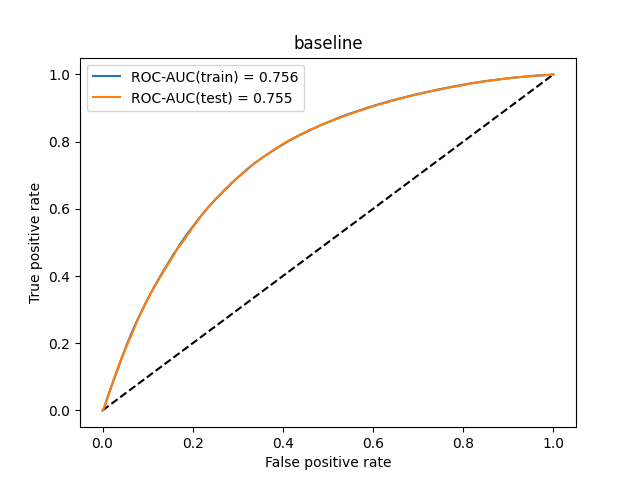 baseline
ROC-AUC(train) = 0.756
ROC-AUC(test) = 0.755
True positive rate
1.0
0.8
0.6
0.4
0.2
0.0
0.0 0.2 0.4 0.6 0.8 1.0
False positive rate